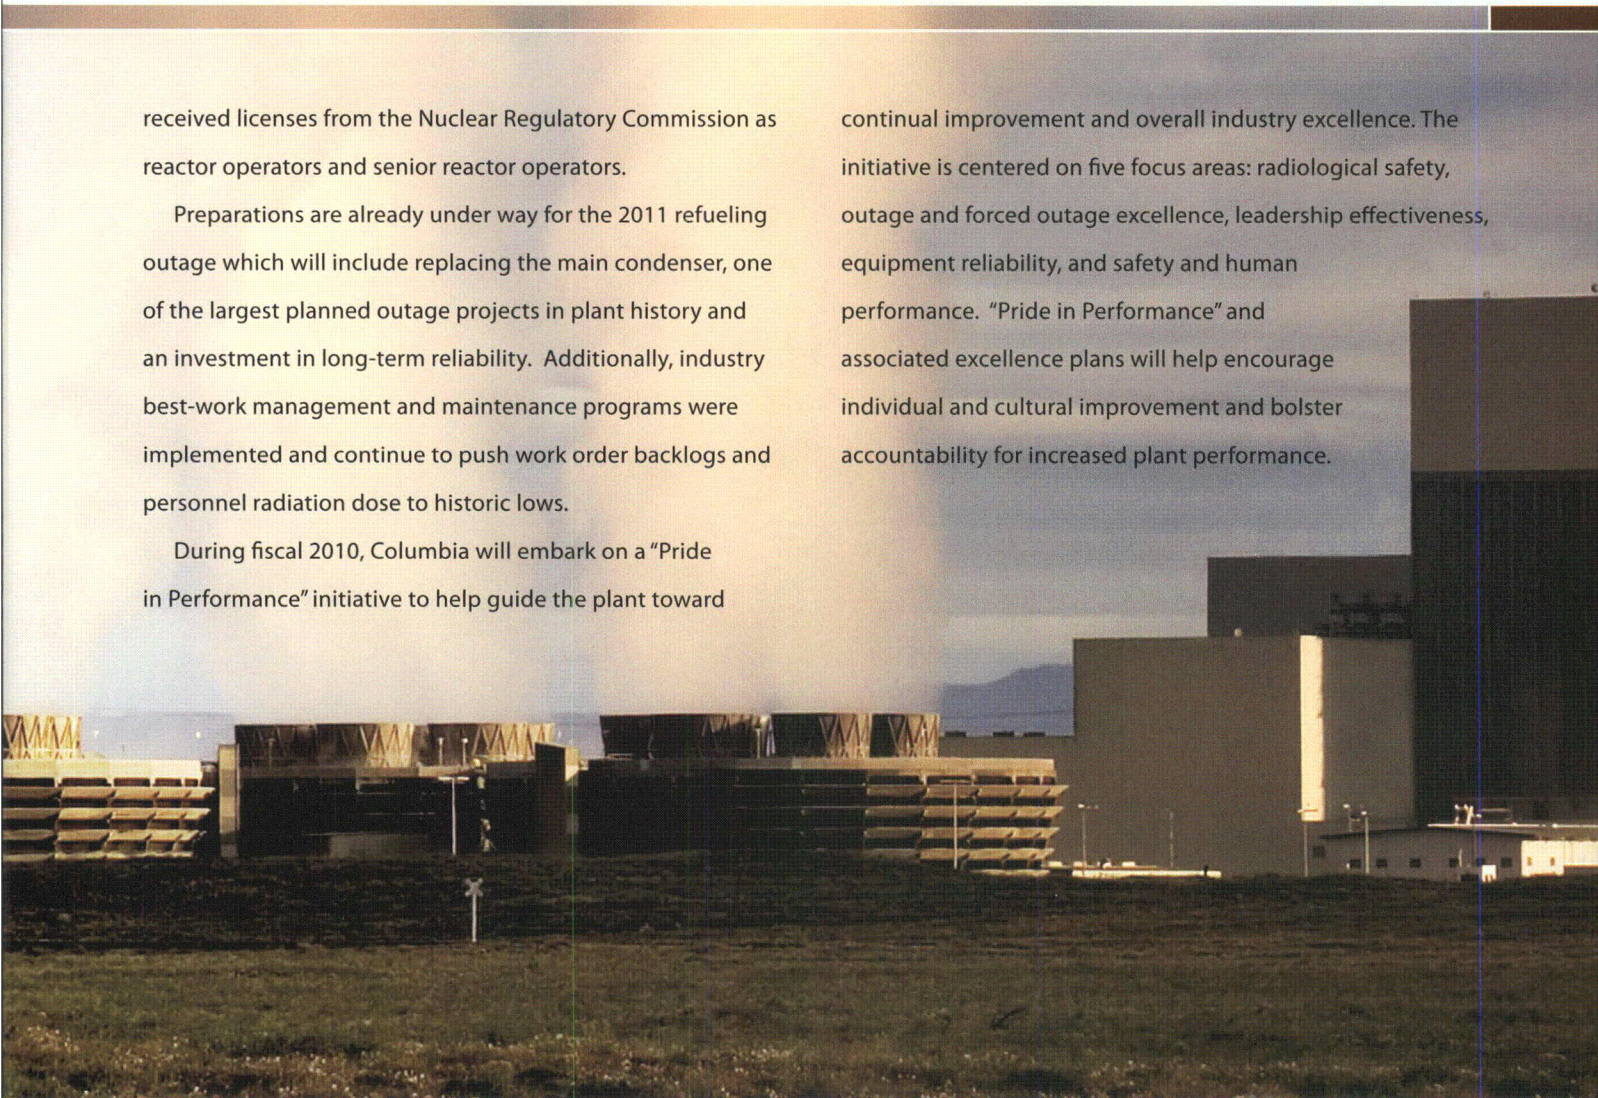 received licenses from the Nuclear Regulatory Commission as
reactor operators and senior reactor operators.
Preparations are already under way for the 2011 refueling
outage which will include replacing the main condenser, one
of the largest planned outage projects in plant history and
an investment in long-term reliability.  Additionally, industry
best-work management and maintenance programs were
implemented and continue to push work order backlogs and
personnel radiation dose to historic lows.
During fiscal 2010, Columbia will embark on a “Pride
in Performance” initiative to help guide the plant toward
continual improvement and overall industry excellence. The
initiative is centered on five focus areas: radiological safety,
outage and forced outage excellence, leadership effectiveness,
equipment reliability, and safety and human
performance.  “Pride in Performance” and
associated excellence plans will help encourage
individual and cultural improvement and bolster
accountability for increased plant performance.